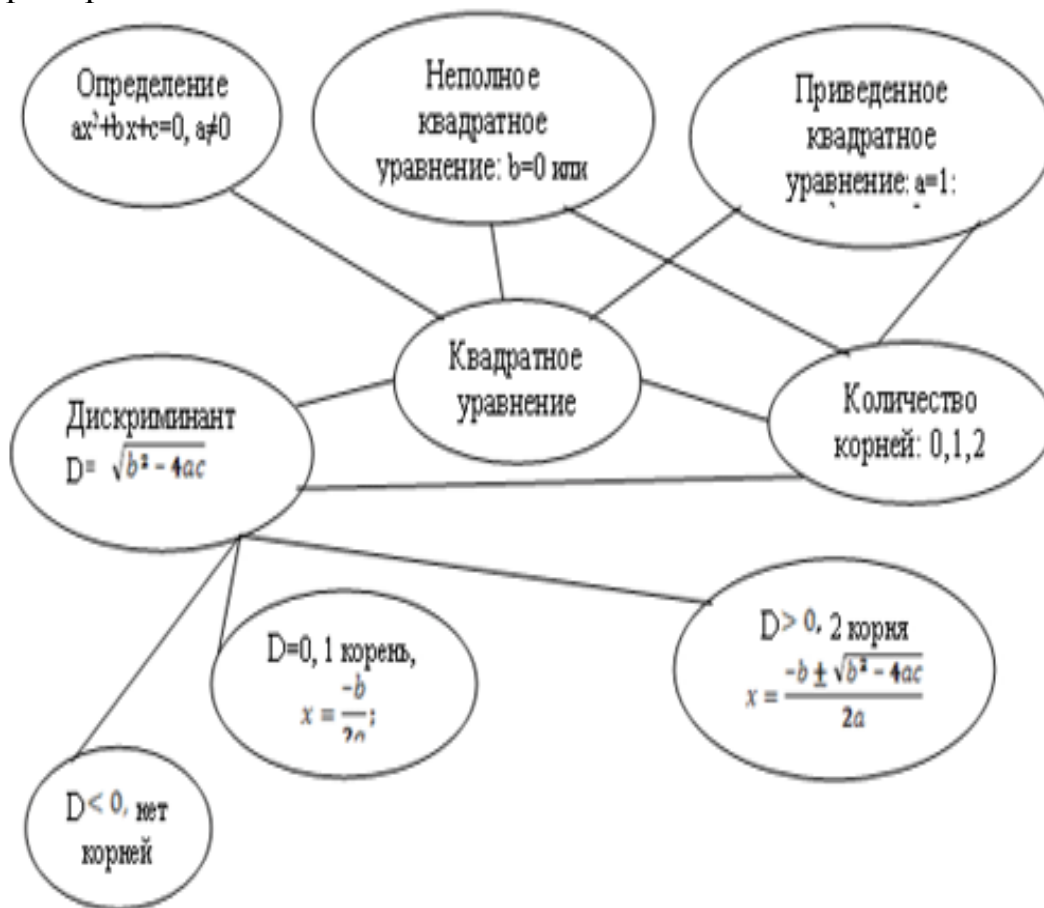 Определение
ax²+bx+c=0, a≠0
Неполное
квадратное
уравнение: b=0 или
Приведенное
квадратное
уравнение: a=1:
Квадратное
уравнение
Дискриминант
D= √b² − 4ac
Количество
корней: 0,1,2
D=0, 1 корень,
x = −b/2a;
D> 0, 2 корня
x = −b ± √b² − 4ac/2a
D< 0, нет
корней